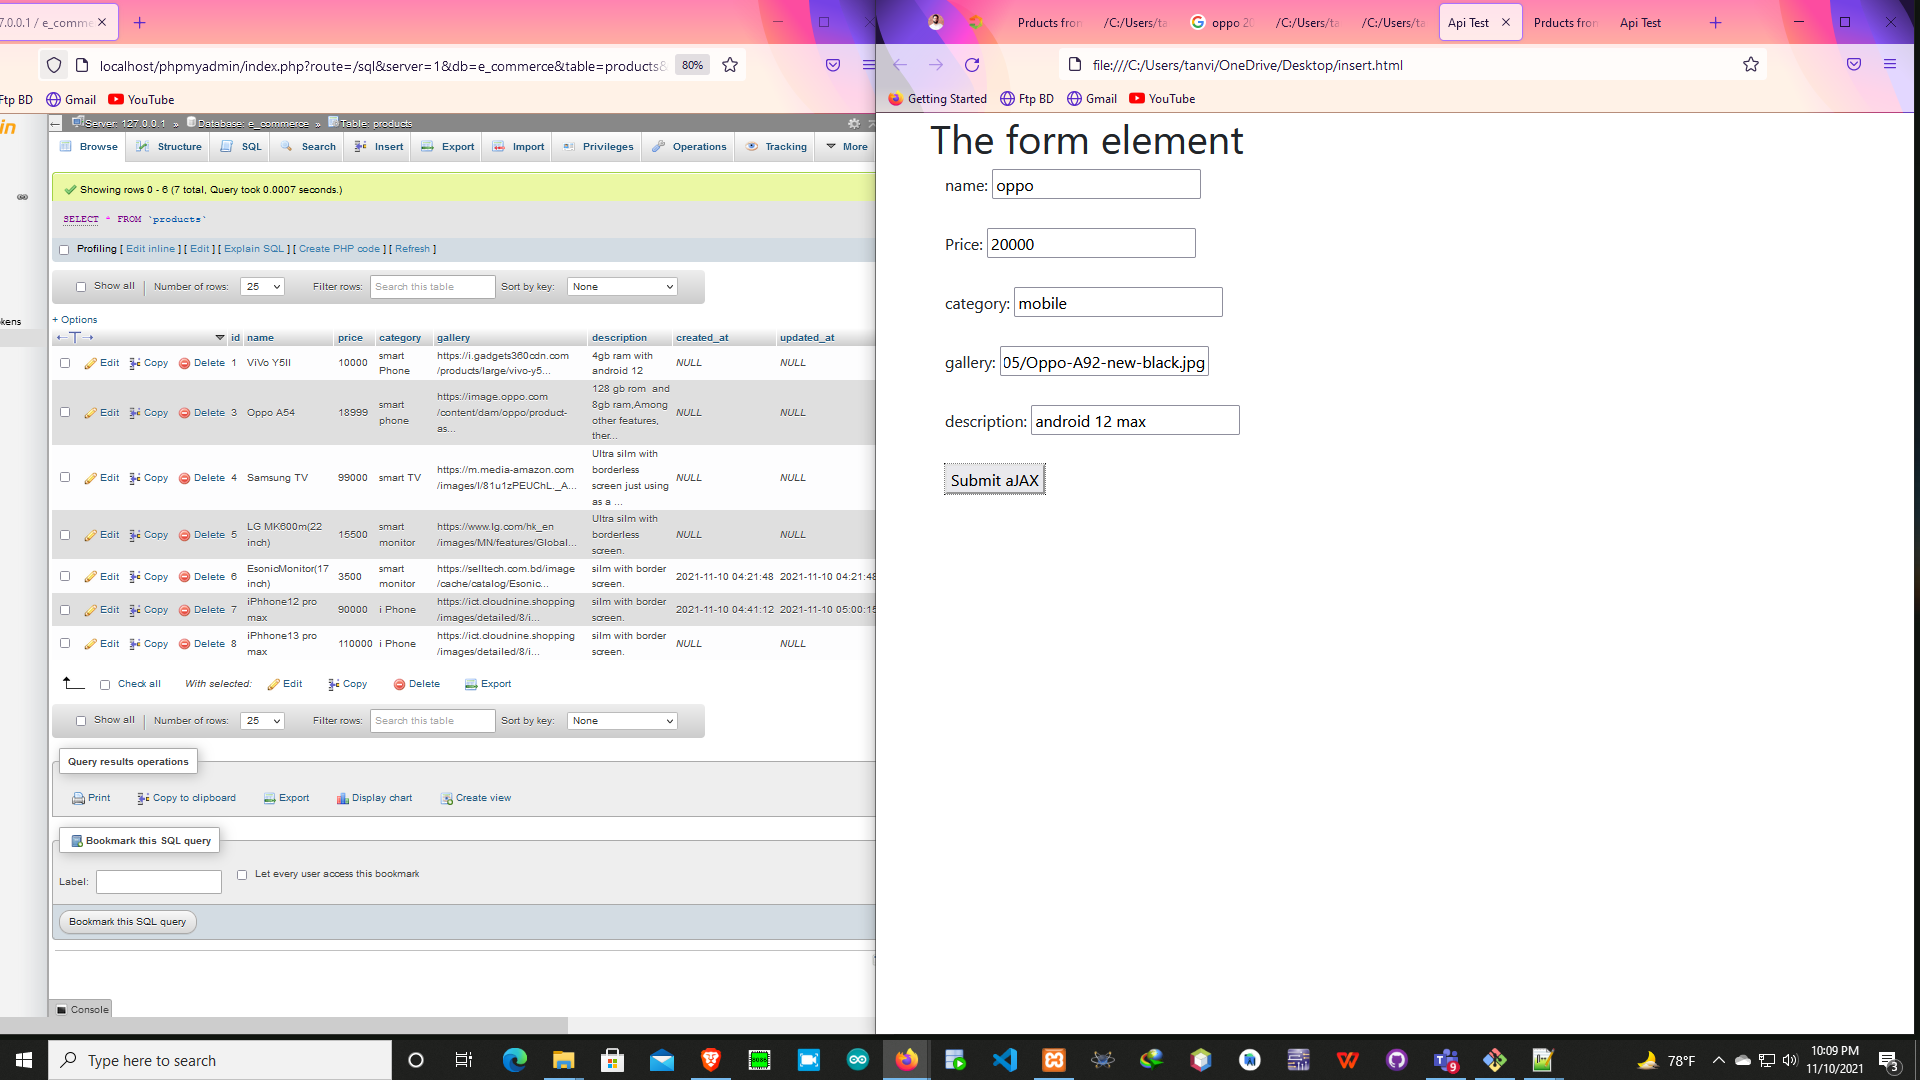 7.0.0.1 / e_comme
localhost/phpmyadmin/index.php?route=/sql&server=1&db=e_commerce&table=products&
80%
Ftp BD Gmail YouTube
in
Server: 127.0.0.1 » Database: e_commerce » Table: products
Browse Structure SQL Search Insert Export Import Privileges Operations Tracking More
Showing rows 0 - 6 (7 total, Query took 0.0007 seconds.)
SELECT * FROM `products`
Profiling [ Edit inline ] [ Edit ] [ Explain SQL ] [ Create PHP code ] [ Refresh ]
Show all Number of rows: 25 Filter rows: Search this table Sort by key: None
kens
+ Options
←T→ id name price category gallery description created_at updated_at
Edit Copy Delete 1 ViVo Y5II 10000 smart Phone https://i.gadgets360cdn.com /products/large/vivo-y5... 4gb ram with android 12 NULL NULL
Edit Copy Delete 3 Oppo A54 18999 smart phone https://image.oppo.com /content/dam/oppo/product-as... 128 gb rom and 8gb ram,Among other features, ther... NULL NULL
Edit Copy Delete 4 Samsung TV 99000 smart TV https://m.media-amazon.com /images/I/81u1zPEUChL._A... Ultra silm with borderless screen just using as a ... NULL NULL
Edit Copy Delete 5 LG MK600m(22 inch) 15500 smart monitor https://www.lg.com/hk_en /images/MN/features/Global... Ultra silm with borderless screen. NULL NULL
Edit Copy Delete 6 EsonicMonitor(17 inch) 3500 smart monitor https://selltech.com.bd/image /cache/catalog/Esonic... silm with border screen. 2021-11-10 04:21:48 2021-11-10 04:21:48
Edit Copy Delete 7 iPhhone12 pro max 90000 i Phone https://ict.cloudnine.shopping /images/detailed/8/i... silm with border screen. 2021-11-10 04:41:12 2021-11-10 05:00:15
Edit Copy Delete 8 iPhhone13 pro max 110000 i Phone https://ict.cloudnine.shopping /images/detailed/8/i... silm with border screen. NULL NULL
Check all With selected: Edit Copy Delete Export
Show all Number of rows: 25 Filter rows: Search this table Sort by key: None
Query results operations
Print Copy to clipboard Export Display chart Create view
Bookmark this SQL query
Label: Let every user access this bookmark
Bookmark this SQL query
Console
Prducts from /C:/Users/ta oppo 20 /C:/Users/ta /C:/Users/ta Api Test Prducts from Api Test
file:///C:/Users/tanvi/OneDrive/Desktop/insert.html
Getting Started Ftp BD Gmail YouTube
The form element
name: oppo
Price: 20000
category: mobile
gallery: 05/Oppo-A92-new-black.jpg
description: android 12 max
Submit aJAX
Type here to search
9
78°F
10:09 PM
11/10/2021
3